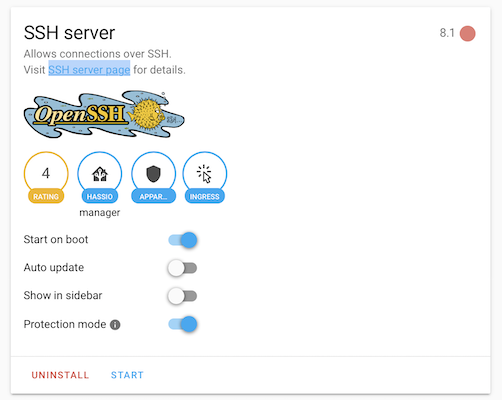 SSH server
8.1
Allows connections over SSH.
Visit SSH server page for details.
OpenSSH
4
RATING
HASSIO
APPAR...
INGRESS
manager
Start on boot
Auto update
Show in sidebar
Protection mode
UNINSTALL
START